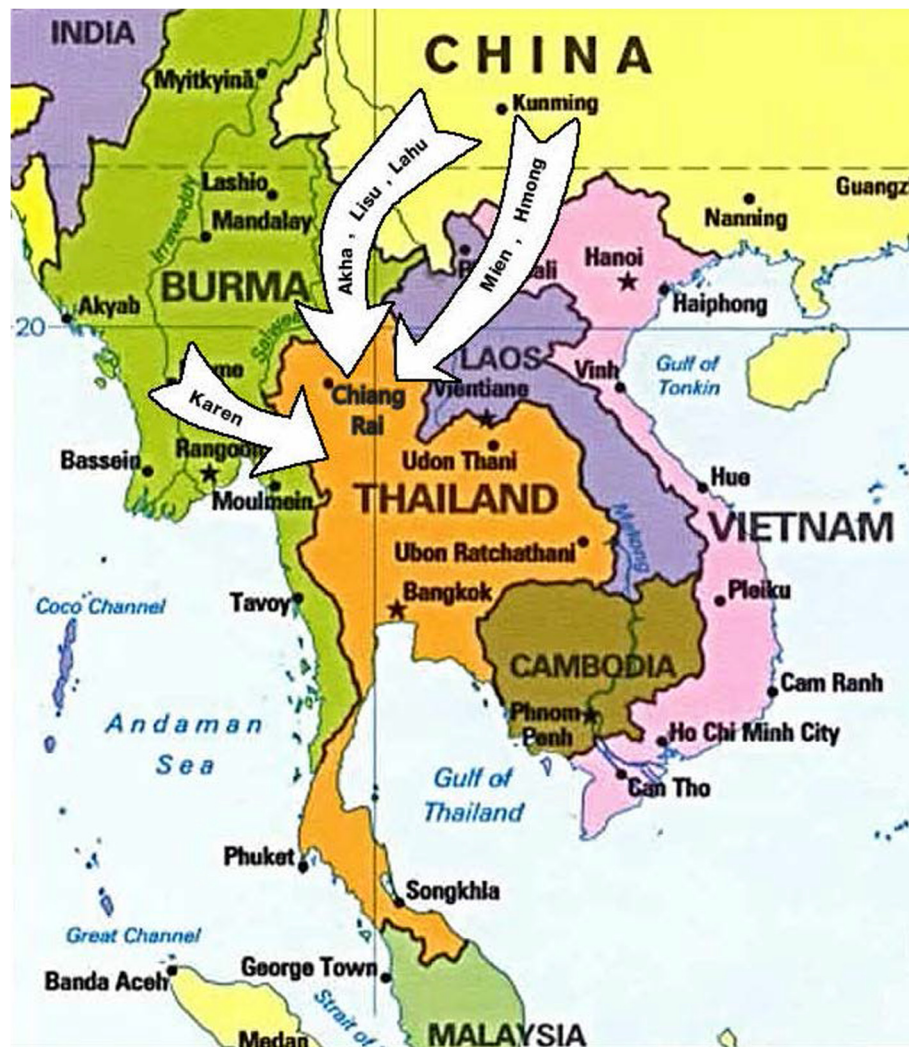 INDIA
CHINA
Myitkyinā
Kunming
Akha , Lisu , Lahu
Mien , Hmong
Lashio
Mandalay
Irrawaddy
Nanning
Hanoi
Haiphong
BURMA
Akyab
20
LAOS
Gulf of
Tonkin
Vinh
Vientiane
Chiang
Rai
Karen
Rangoon
Bassein
Moulmein
Udon Thani
Hue
THAILAND
VIETNAM
Mekong
Ubon Ratchathani
Bangkok
Pleiku
Coco Channel
Tavoy
CAMBODIA
Cam Ranh
Andaman
Sea
Phnom
Penh
Ho Chi Minh City
Gulf of
Thailand
Can Tho
Phuket
Songkhla
Great Channel
Banda Aceh
George Town
Strait of
Medan
MALAYSIA